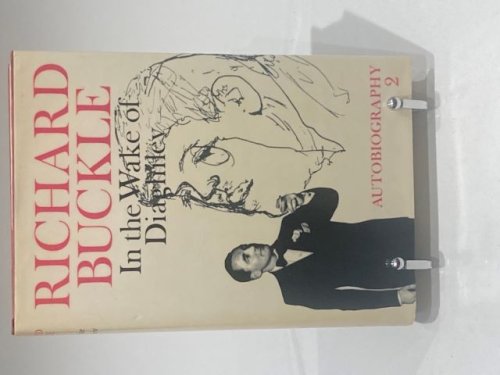 RICHARD
BUCKLE
In the Wake of
Diaghilev
AUTOBIOGRAPHY
2